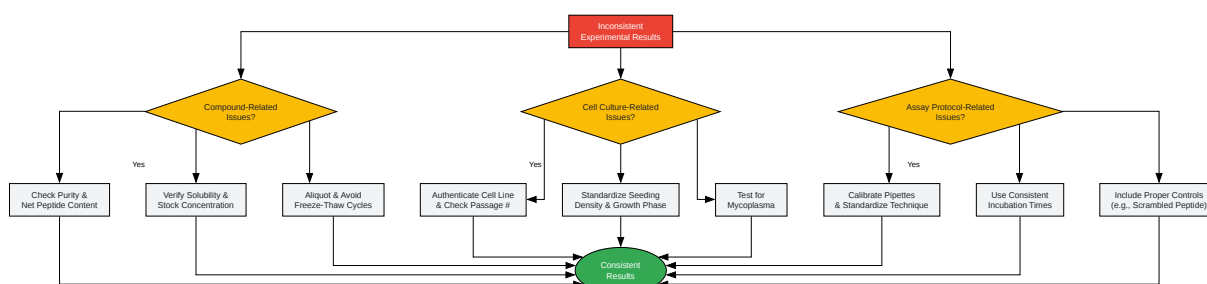 Inconsistent
Experimental Results
Compound-Related
Issues?
Cell Culture-Related
Issues?
Assay Protocol-Related
Issues?
Yes
Yes
Yes
Check Purity &
Net Peptide Content
Verify Solubility &
Stock Concentration
Aliquot & Avoid
Freeze-Thaw Cycles
Authenticate Cell Line
& Check Passage #
Standardize Seeding
Density & Growth Phase
Test for
Mycoplasma
Calibrate Pipettes
& Standardize Technique
Use Consistent
Incubation Times
Include Proper Controls
(e.g., Scrambled Peptide)
Consistent
Results